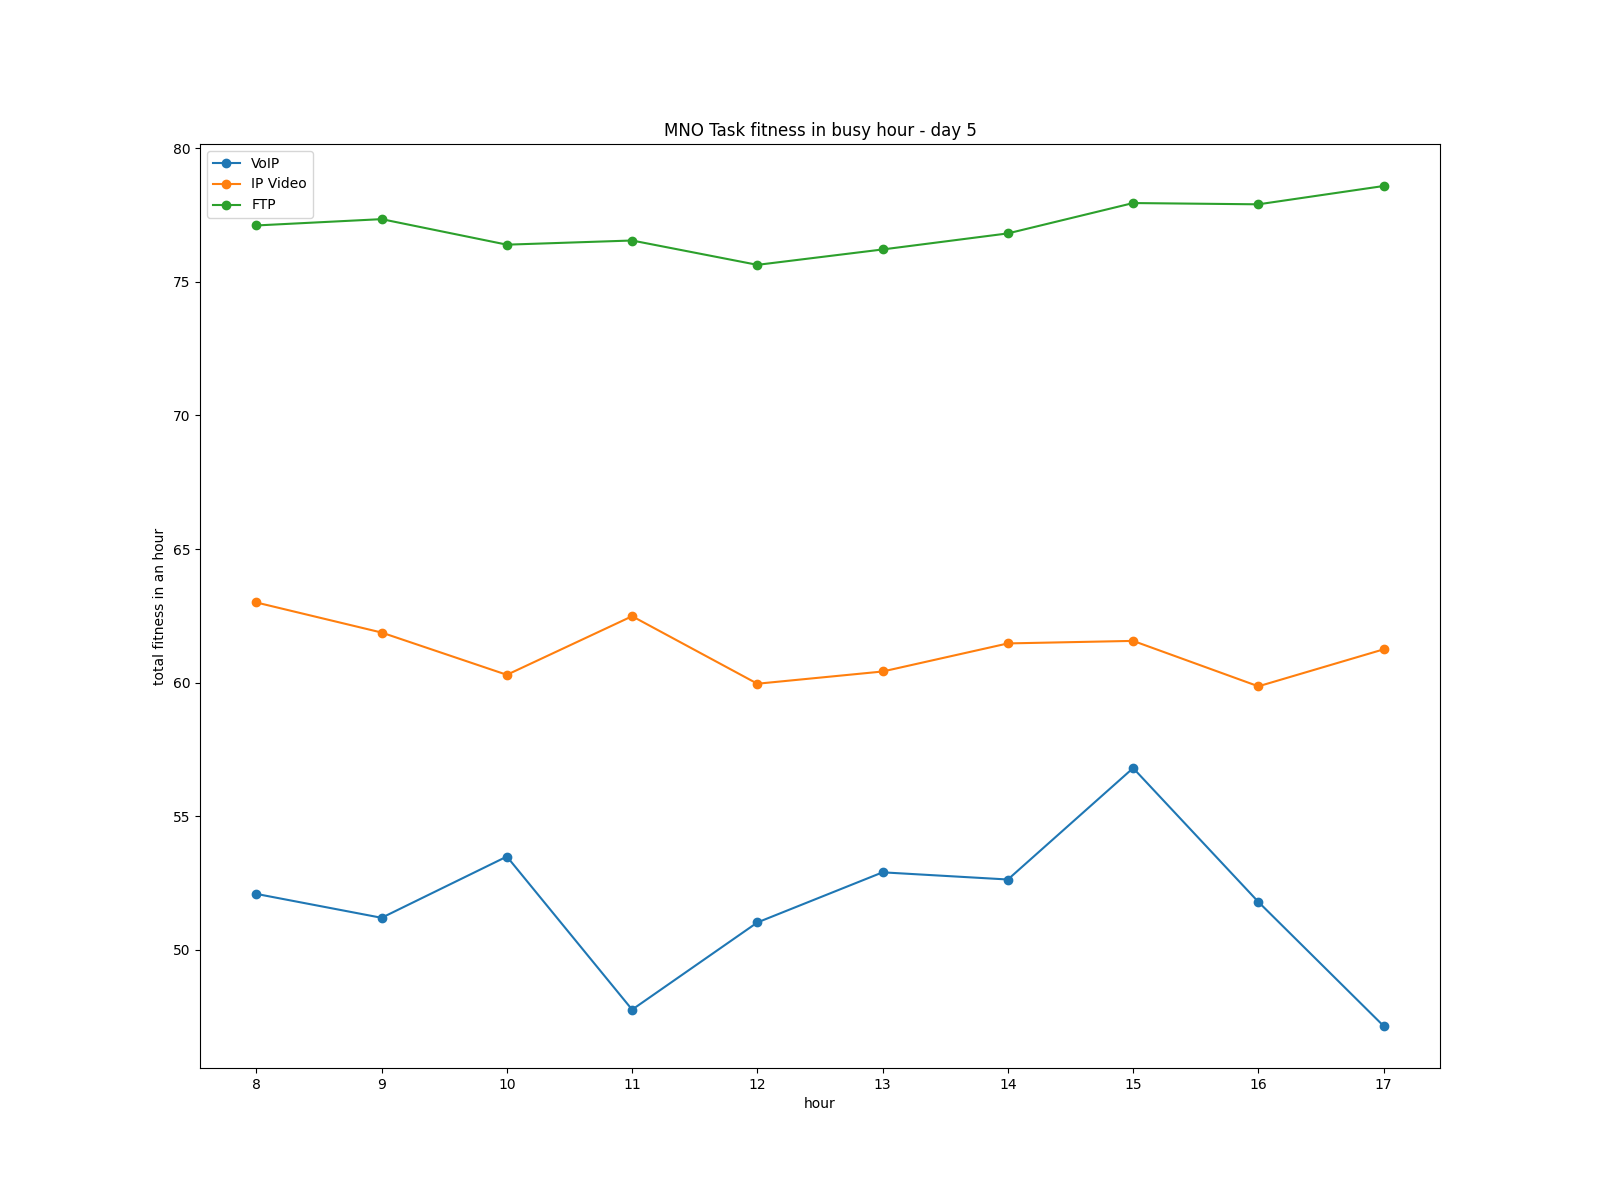 MNO Task fitness in busy hour - day 5
VoIP
IP Video
FTP
total fitness in an hour
80
75
70
65
60
55
50
8 9 10 11 12 13 14 15 16 17
hour